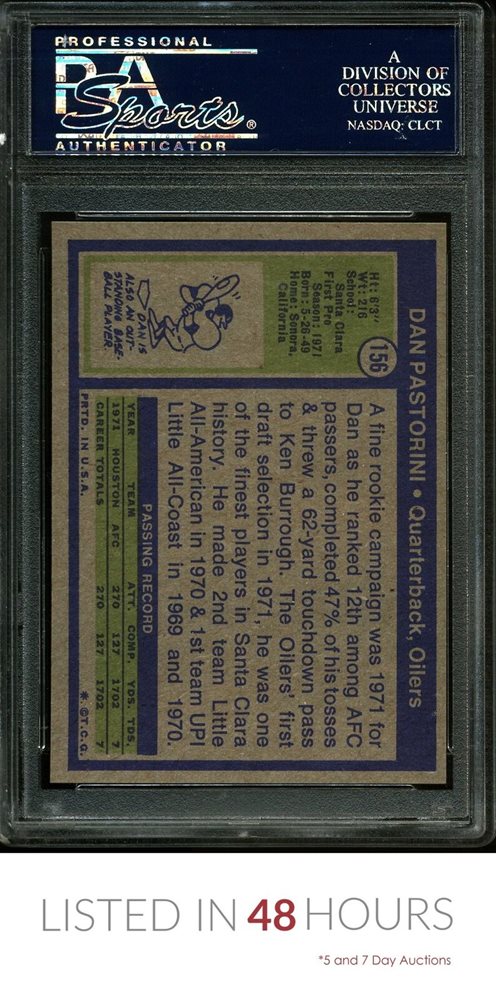 PROFESSIONAL
PSA
Sports®
AUTHENTICATOR
A
DIVISION OF
COLLECTORS
UNIVERSE
NASDAQ: CLCT
DAN PASTORINI • Quarterback, Oilers
156
Ht: 6'3"
Wt: 216
School:
Santa Clara
First Pro
Season: 1971
Born: 5-26-49
Home: Sonora,
California
DAN IS
ALSO AN OUT-
STANDING BASE-
BALL PLAYER.
A fine rookie campaign was 1971 for
Dan as he ranked 12th among AFC
passers, completed 47% of his tosses
& threw a 62-yard touchdown pass
to Ken Burrough. The Oilers' first
draft selection in 1971, he was one
of the finest players in Santa Clara
history. He made 2nd team Little
All-American in 1970 & 1st team UPI
Little All-Coast in 1969 and 1970.
PASSING RECORD
YEAR TEAM ATT. COMP. YDS. TDS.
1971 HOUSTON AFC 270 127 1702 7
CAREER TOTALS 270 127 1702 7
PRTD. IN U.S.A. *©T.C.G.
LISTED IN 48 HOURS
*5 and 7 Day Auctions